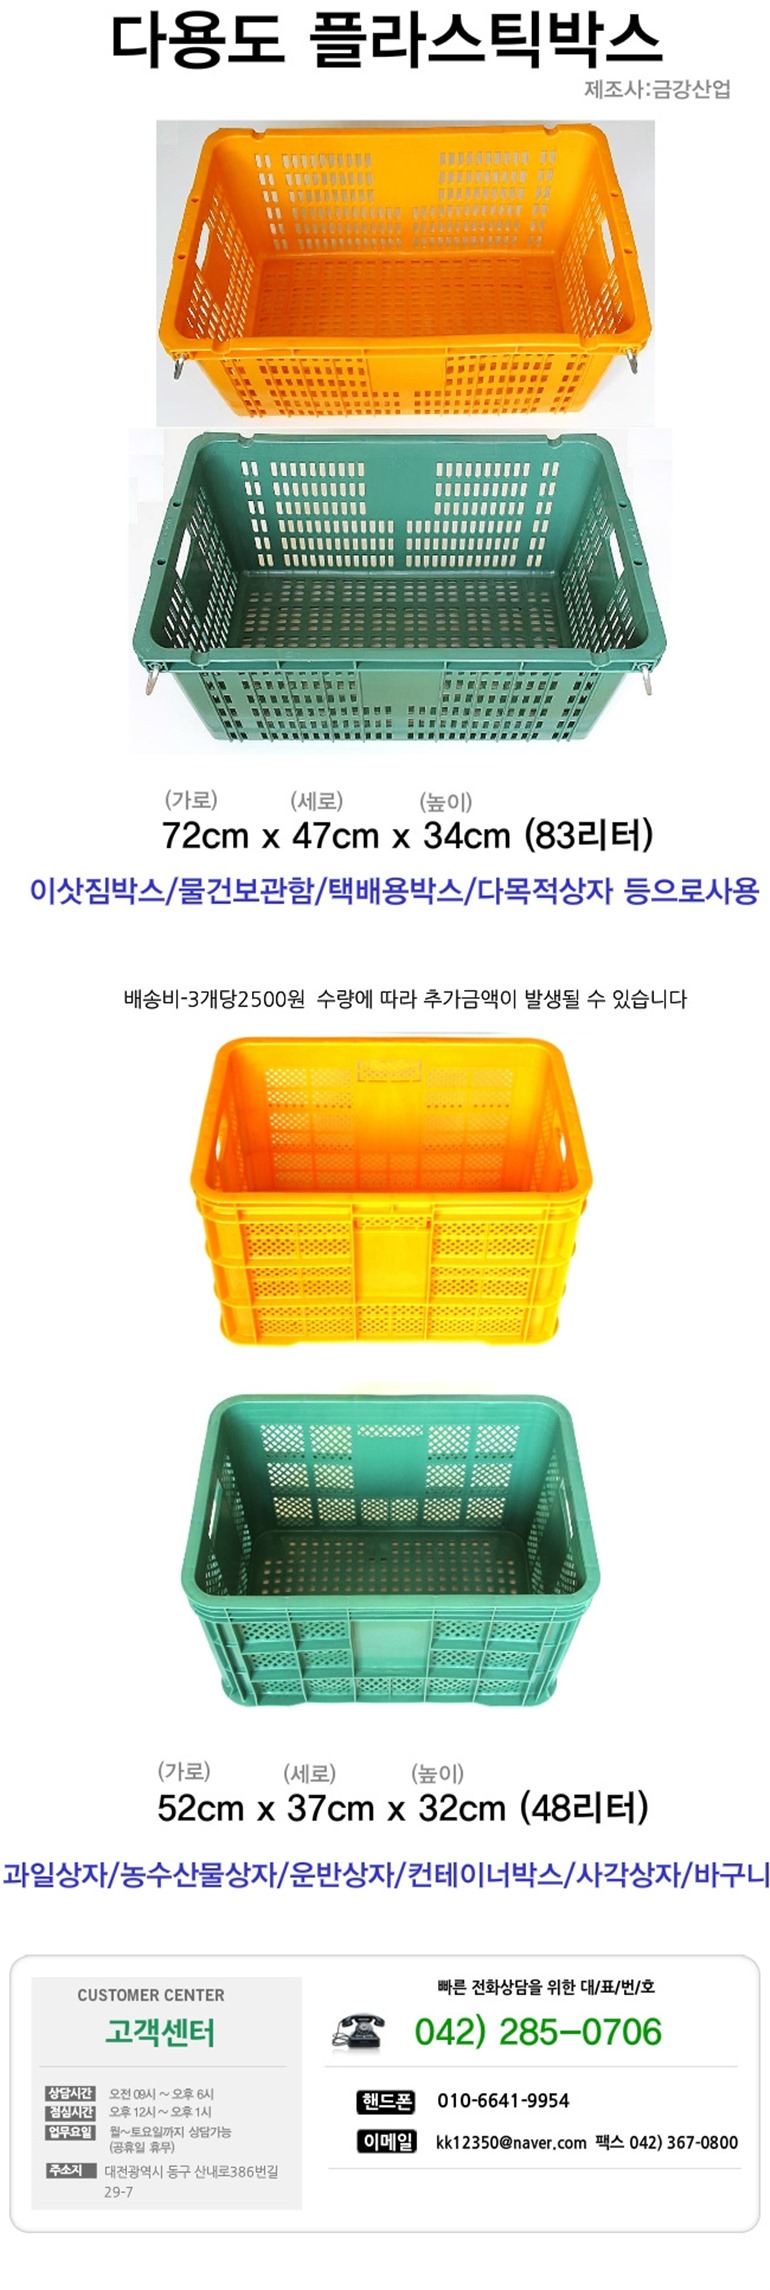 다용도 플라스틱박스
제조사:금강산업
(가로) (세로) (높이)
72cm x 47cm x 34cm (83리터)
이삿짐박스/물건보관함/택배용박스/다목적상자 등으로사용
배송비-3개당2500원 수량에 따라 추가금액이 발생될 수 있습니다
(가로) (세로) (높이)
52cm x 37cm x 32cm (48리터)
과일상자/농수산물상자/운반상자/컨테이너박스/사각상자/바구니
CUSTOMER CENTER
고객센터
상담시간 오전 09시 ~ 오후 6시
점심시간 오후 12시 ~ 오후 1시
업무요일 월~토요일까지 상담가능
(공휴일 휴무)
주소지 대전광역시 동구 산내로386번길
29-7
빠른 전화상담을 위한 대/표/번/호
042) 285-0706
핸드폰 010-6641-9954
이메일 kk12350@naver.com 팩스 042) 367-0800